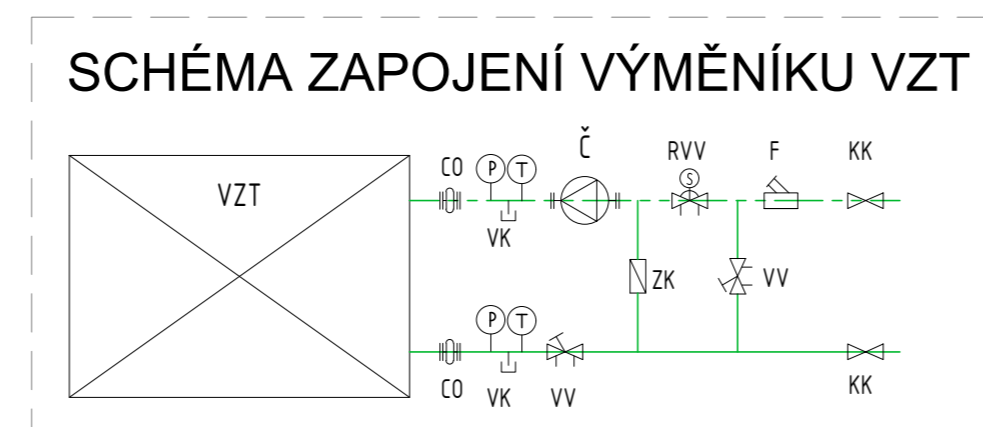 SCHÉMA ZAPOJENÍ VÝMĚNÍKU VZT
VZT
CO
P
T
VK
Č
RVV
S
F
KK
ZK
VV
P
T
CO
VK
VV
KK